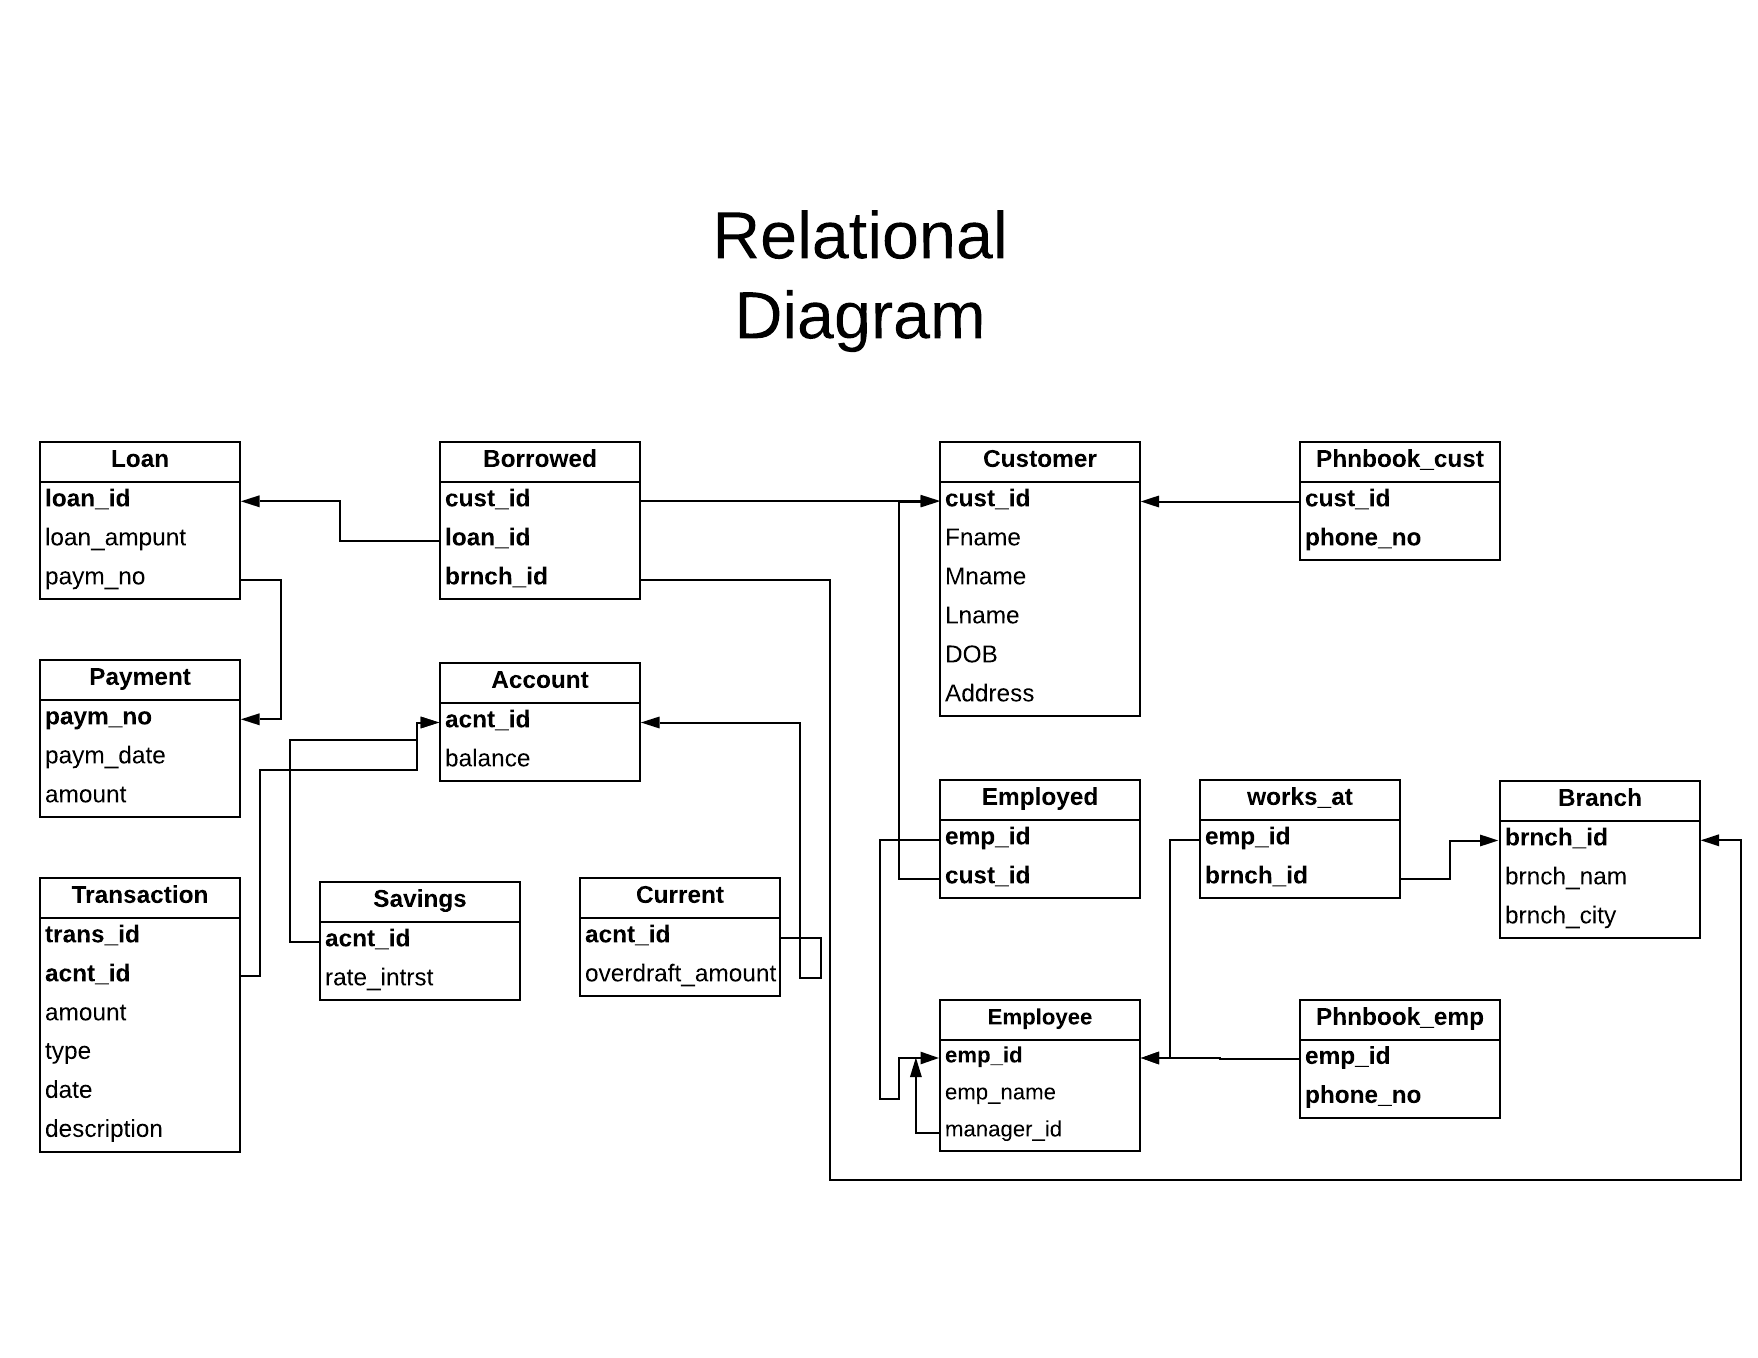 Relational
Diagram
Loan
loan_id
loan_ampunt
paym_no
Borrowed
cust_id
loan_id
brnch_id
Customer
cust_id
Fname
Mname
Lname
DOB
Address
Phnbook_cust
cust_id
phone_no
Payment
paym_no
paym_date
amount
Account
acnt_id
balance
Employed
emp_id
cust_id
works_at
emp_id
brnch_id
Branch
brnch_id
brnch_nam
brnch_city
Transaction
trans_id
acnt_id
amount
type
date
description
Savings
acnt_id
rate_intrst
Current
acnt_id
overdraft_amount
Employee
emp_id
emp_name
manager_id
Phnbook_emp
emp_id
phone_no